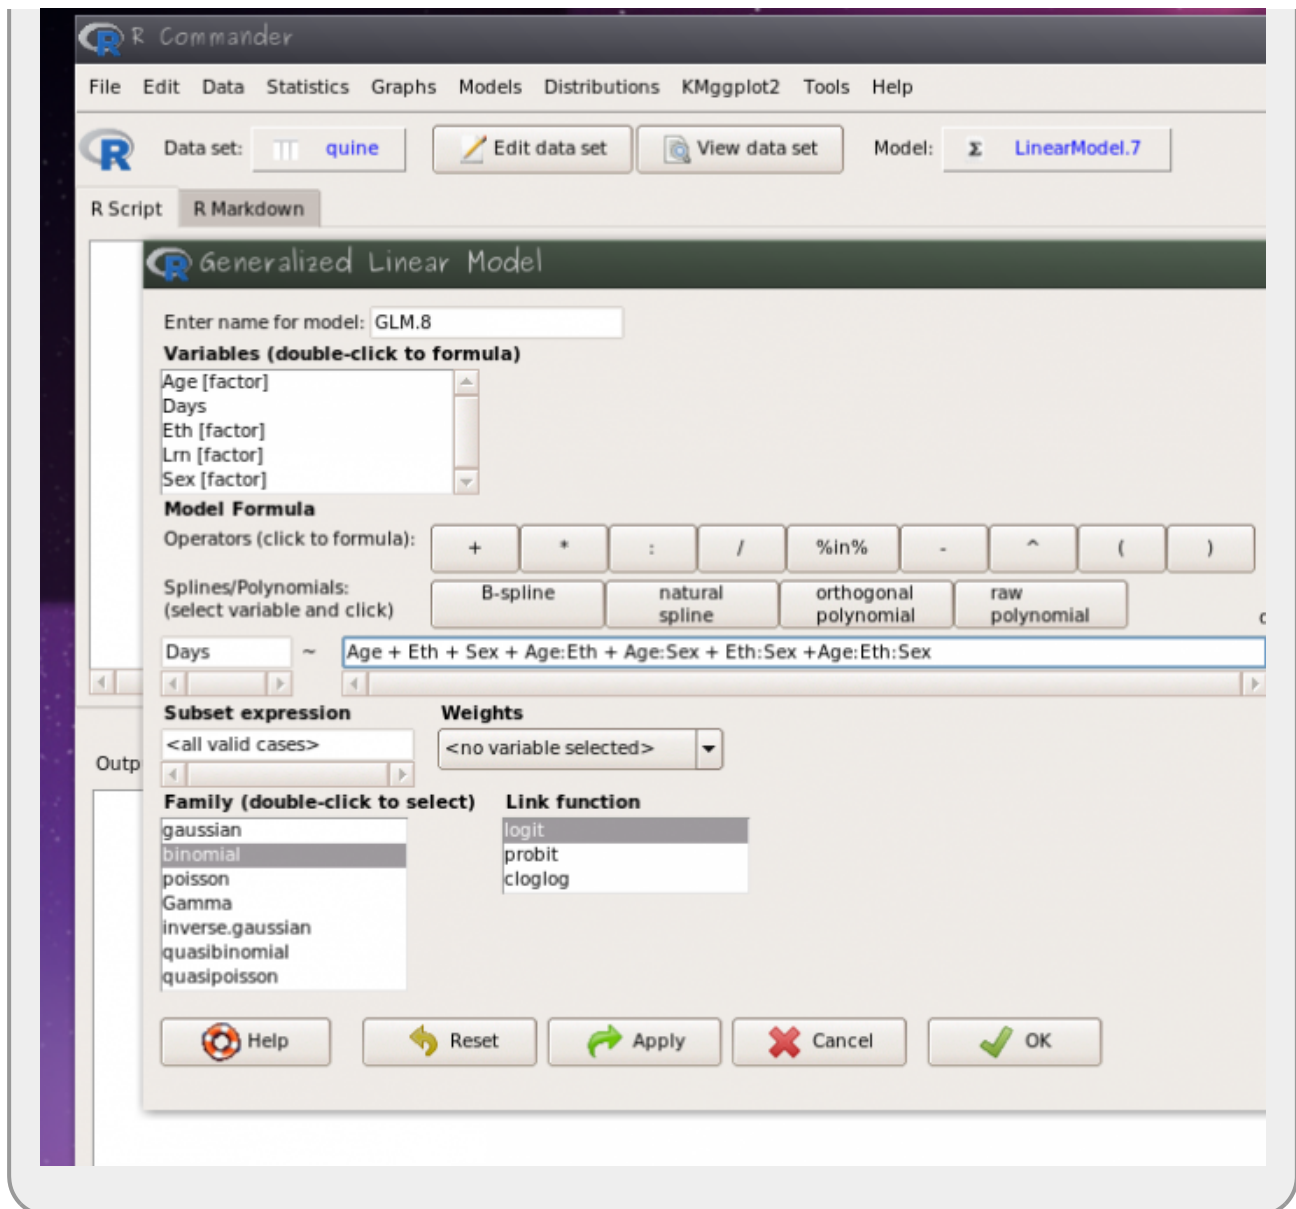 R Commander
File Edit Data Statistics Graphs Models Distributions KMggplot2 Tools Help
R Data set: quine Edit data set View data set Model: Σ LinearModel.7
R Script R Markdown
Generalized Linear Model
Enter name for model: GLM.8
Variables (double-click to formula)
Age [factor]
Days
Eth [factor]
Lrn [factor]
Sex [factor]
Model Formula
Operators (click to formula): + * : / %in% - ^ ( )
Splines/Polynomials:
(select variable and click)
B-spline
natural
spline
orthogonal
polynomial
raw
polynomial
Days ~ Age + Eth + Sex + Age:Eth + Age:Sex + Eth:Sex +Age:Eth:Sex
Subset expression Weights
<all valid cases> <no variable selected>
Outp
Family (double-click to select) Link function
gaussian logit
binomial probit
poisson cloglog
Gamma
inverse.gaussian
quasibinomial
quasipoisson
Help Reset Apply Cancel OK